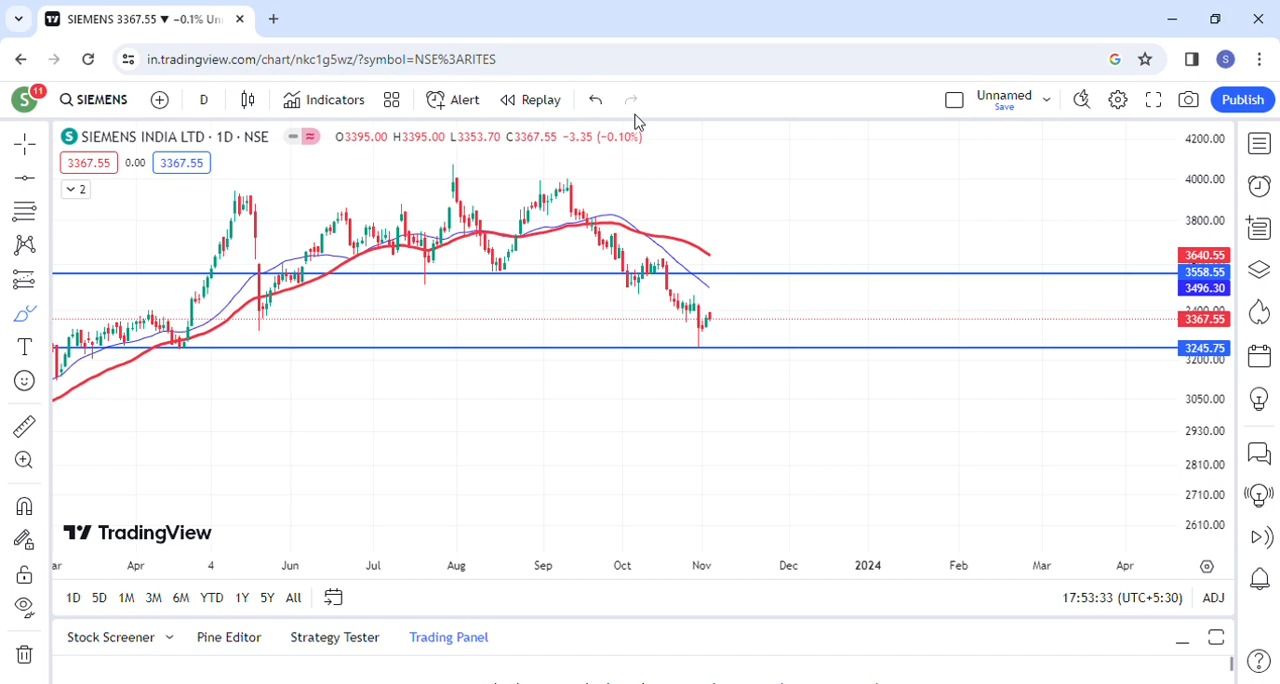 SIEMENS 3367.55 ▼ −0.1% Un
in.tradingview.com/chart/nkc1g5wz/?symbol=NSE%3ARITES
S
S 11 SIEMENS D Indicators Alert Replay Unnamed Save Publish
S SIEMENS INDIA LTD · 1D · NSE O3395.00 H3395.00 L3353.70 C3367.55 −3.35 (−0.10%)
3367.55 0.00 3367.55
2
4200.00
4000.00
3800.00
3640.55
3558.55
3496.30
3400.00
3367.55
3245.75
3200.00
3050.00
2930.00
2810.00
2710.00
2610.00
TradingView
ar Apr 4 Jun Jul Aug Sep Oct Nov Dec 2024 Feb Mar Apr
1D 5D 1M 3M 6M YTD 1Y 5Y All 17:53:33 (UTC+5:30) ADJ
Stock Screener Pine Editor Strategy Tester Trading Panel